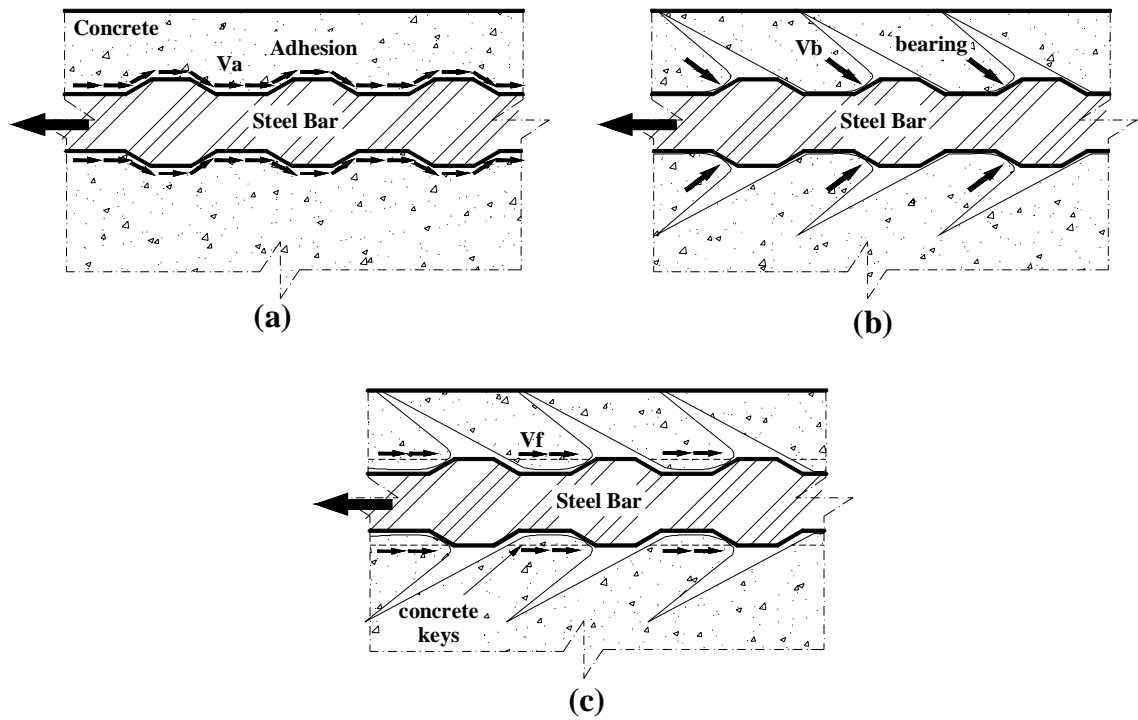 Concrete
Adhesion
Va
Steel Bar
(a)
Vb
bearing
Steel Bar
(b)
Vf
Steel Bar
concrete
keys
(c)